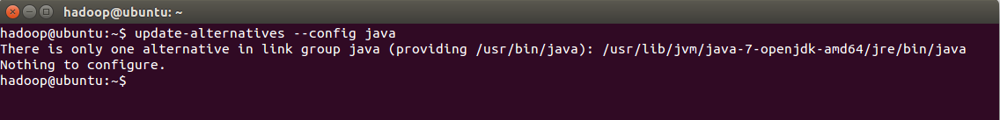 hadoop@ubuntu: ~
hadoop@ubuntu:~$ update-alternatives --config java
There is only one alternative in link group java (providing /usr/bin/java): /usr/lib/jvm/java-7-openjdk-amd64/jre/bin/java
Nothing to configure.
hadoop@ubuntu:~$